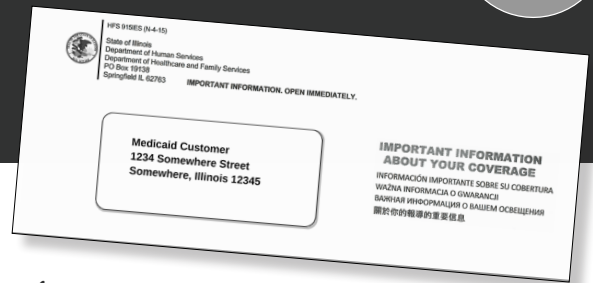 HFS 915IES (N-4-15)
State of Illinois
Department of Human Services
Department of Healthcare and Family Services
PO Box 19138
Springfield IL 62763
IMPORTANT INFORMATION. OPEN IMMEDIATELY.
Medicaid Customer
1234 Somewhere Street
Somewhere, Illinois 12345
IMPORTANT INFORMATION
ABOUT YOUR COVERAGE
INFORMACIÓN IMPORTANTE SOBRE SU COBERTURA
WAŻNA INFORMACJA O GWARANCJI
ВАЖНАЯ ИНФОРМАЦИЯ О ВАШЕМ ОСВЕЩЕНИЯ
關於你的報導的重要信息